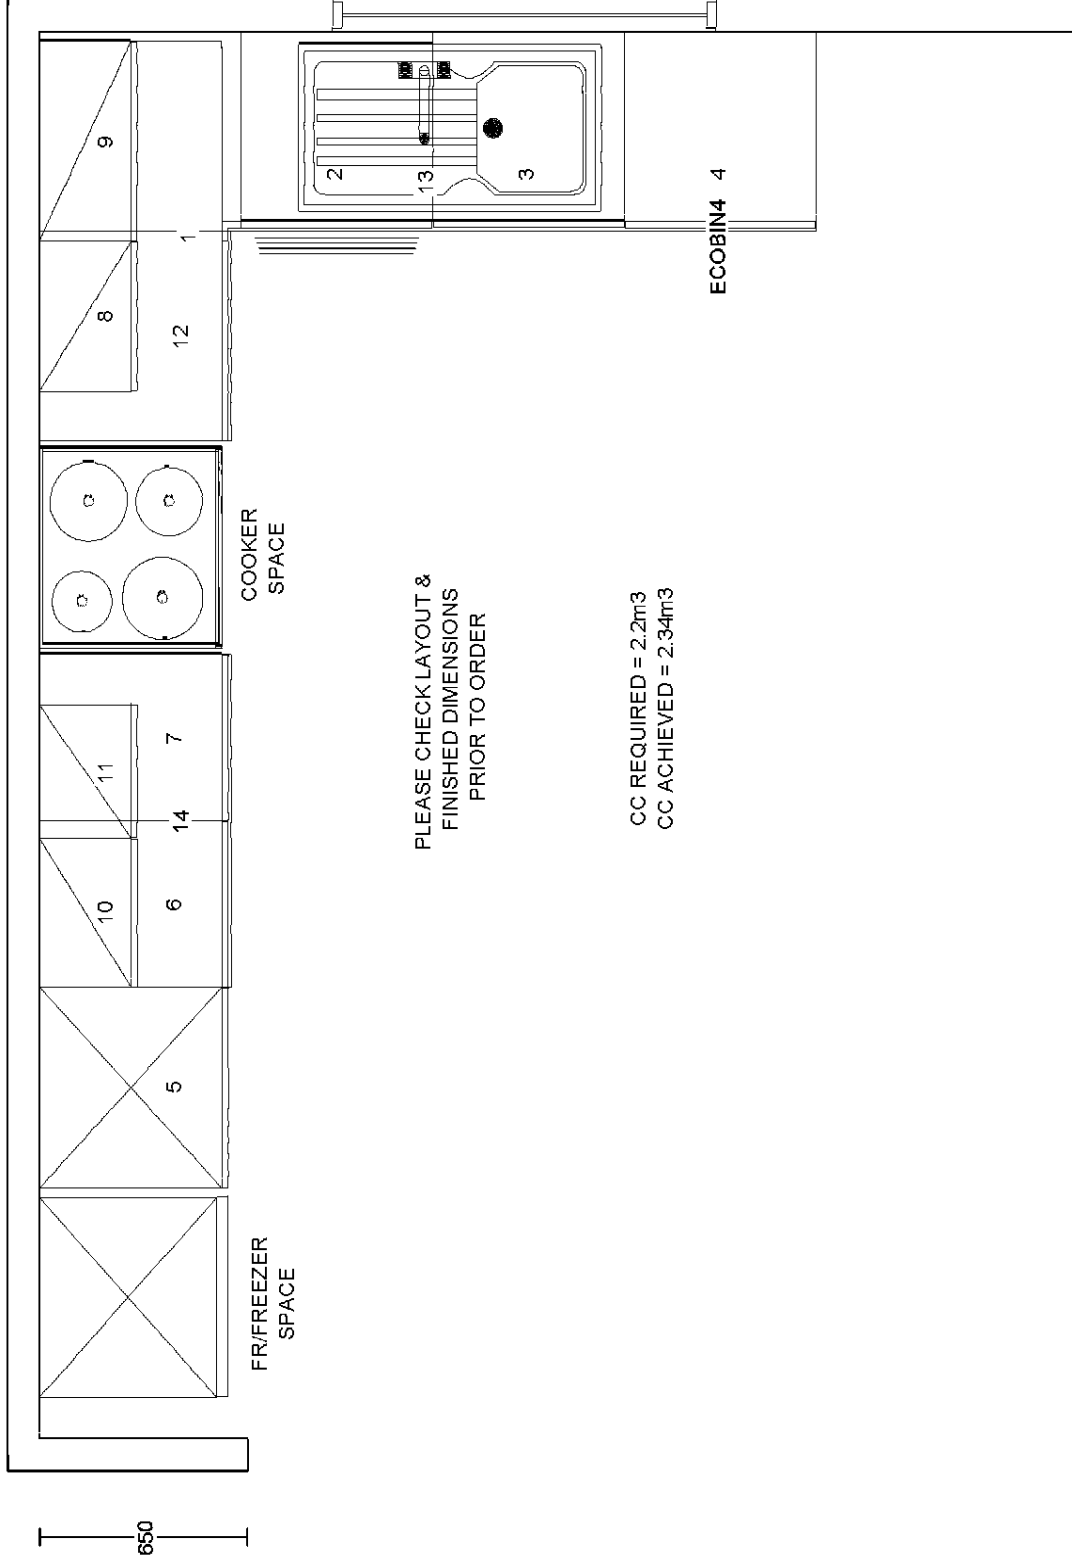 10
11
8
9
650
5
6
14
7
12
1
FR/FREEZER
SPACE
COOKER
SPACE
2
13
3
PLEASE CHECK LAYOUT &
FINISHED DIMENSIONS
PRIOR TO ORDER
CC REQUIRED = 2.2m3
CC ACHIEVED = 2.34m3
ECOBIN4 4